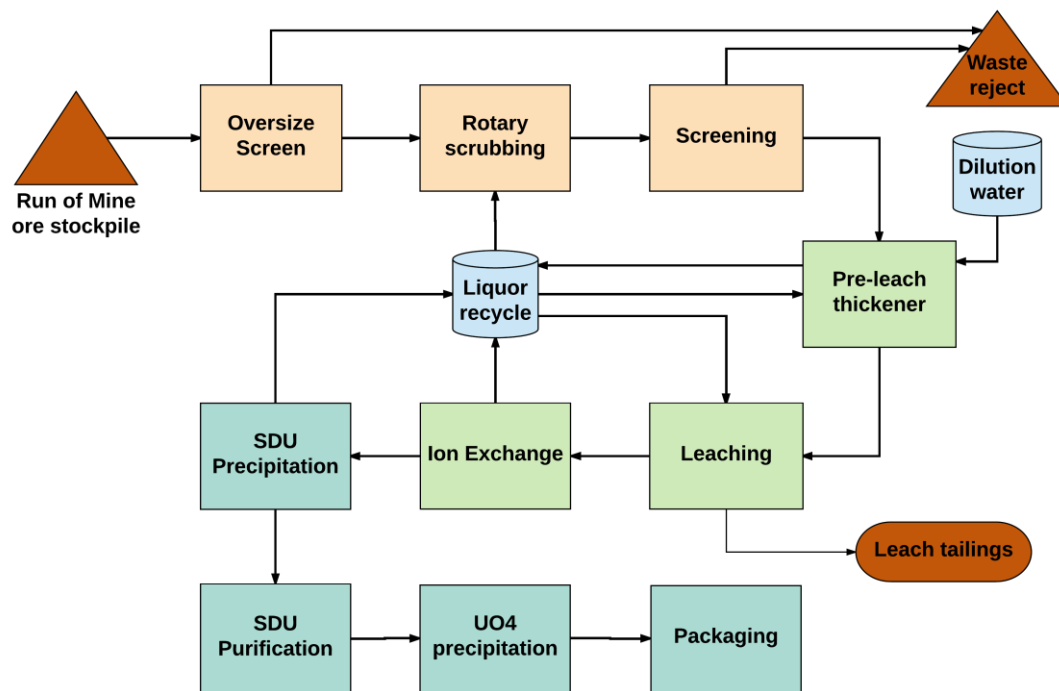 Waste
reject
Oversize
Screen
Rotary
scrubbing
Screening
Dilution
water
Run of Mine
ore stockpile
Liquor
recycle
Pre-leach
thickener
SDU
Precipitation
Ion Exchange
Leaching
Leach tailings
SDU
Purification
UO4
precipitation
Packaging